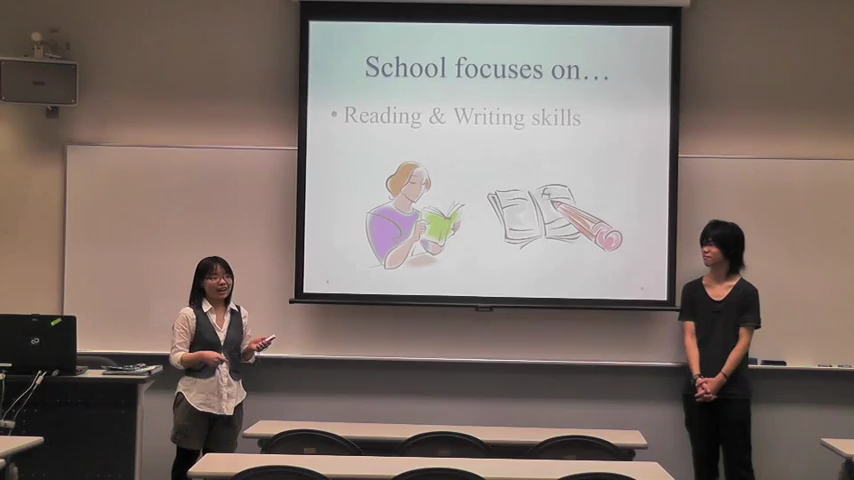 School focuses on…
• Reading & Writing skills